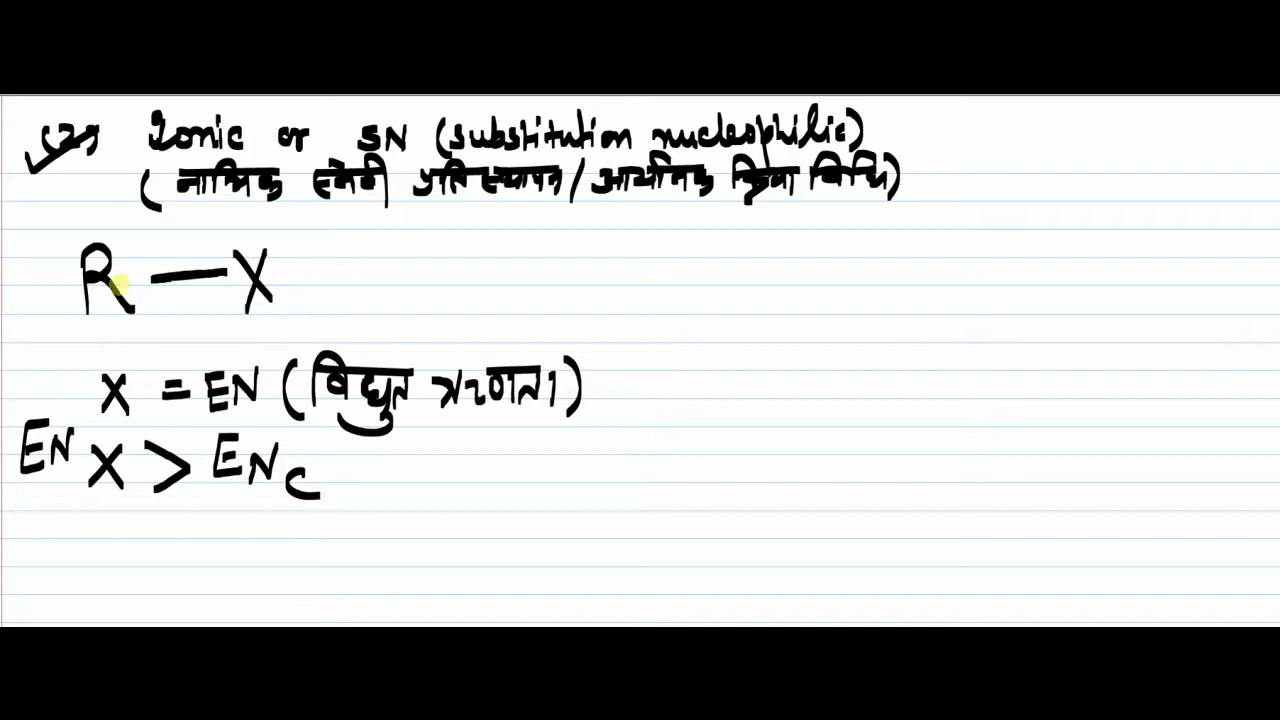 (2) Ionic or SN (substitution nucleophilic)
(नाभिक स्नेही प्रतिस्थापन/आयनिक क्रिया विधि)
R — X
X = EN (विद्युत ऋणता)
EN X > EN C